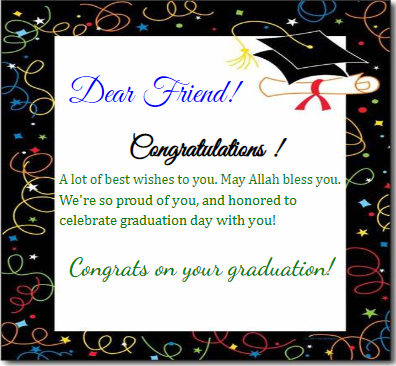 Dear Friend!
Congratulations !
A lot of best wishes to you. May Allah bless you.
We're so proud of you, and honored to
celebrate graduation day with you!
Congrats on your graduation!